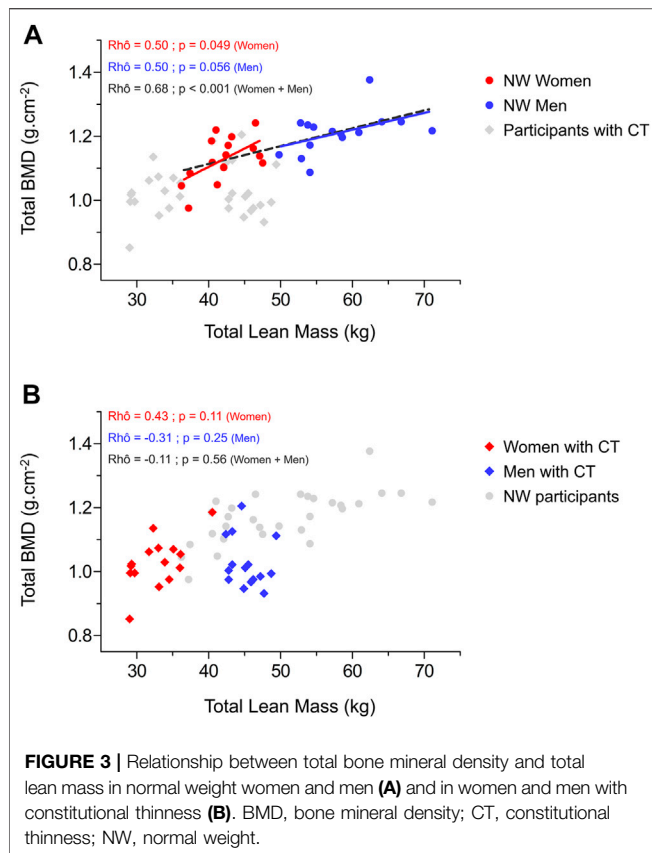 A
Rhô = 0.50 ; p = 0.049 (Women)
Rhô = 0.50 ; p = 0.056 (Men)
Rhô = 0.68 ; p < 0.001 (Women + Men)
NW Women
NW Men
Participants with CT
Total BMD (g.cm-2)
1.4
1.2
1.0
0.8
30 40 50 60 70
Total Lean Mass (kg)
B
Rhô = 0.43 ; p = 0.11 (Women)
Rhô = -0.31 ; p = 0.25 (Men)
Rhô = -0.11 ; p = 0.56 (Women + Men)
Women with CT
Men with CT
NW participants
Total BMD (g.cm-2)
1.4
1.2
1.0
0.8
30 40 50 60 70
Total Lean Mass (kg)
FIGURE 3 | Relationship between total bone mineral density and total
lean mass in normal weight women and men (A) and in women and men with
constitutional thinness (B). BMD, bone mineral density; CT, constitutional
thinness; NW, normal weight.